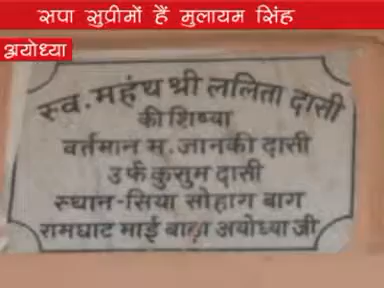 सपा सुप्रीमों हैं मुलायम सिंह
अयोध्या
स्व. महंथ श्री ललिता दासी
की शिष्या
वर्तमान म. जानकी दासी
उर्फ कुसुम दासी
स्थान-सिया सोहाग बाग
रामघाट माई बाड़ा अयोध्या जी